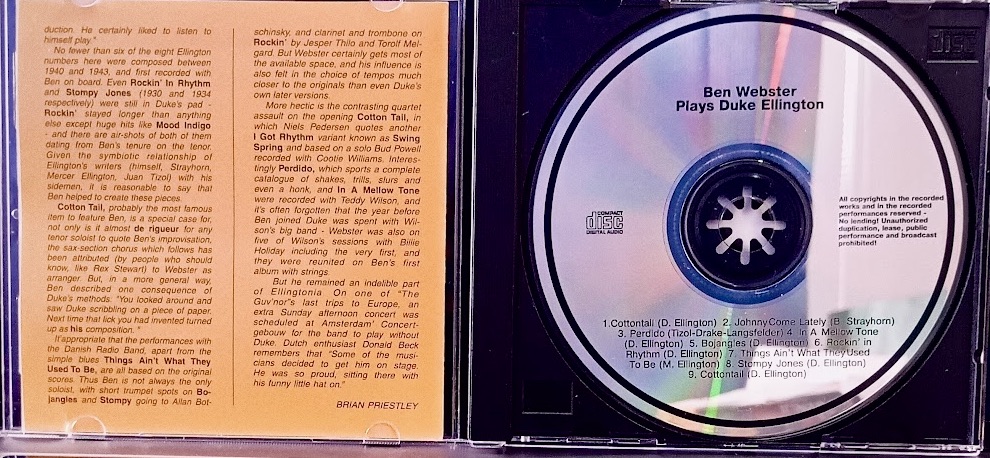 duction. He certainly liked to listen to
himself play."
No fewer than six of the eight Ellington
numbers here were composed between
1940 and 1943, and first recorded with
Ben on board. Even Rockin' In Rhythm
and Stompy Jones (1930 and 1934
respectively) were still in Duke's pad -
Rockin' stayed longer than anything
else except huge hits like Mood Indigo
- and there are air-shots of both of them
dating from Ben's tenure on the tenor.
Given the symbiotic relationship of
Ellington's writers (himself, Strayhorn,
Mercer Ellington, Juan Tizol) with his
sidemen, it is reasonable to say that
Ben helped to create these pieces.
Cotton Tail, probably the most famous
item to feature Ben, is a special case for,
not only is it almost de rigueur for any
tenor soloist to quote Ben's improvisation,
the sax-section chorus which follows has
been attributed (by people who should
know, like Rex Stewart) to Webster as
arranger. But, in a more general way,
Ben described one consequence of
Duke's methods: "You looked around and
saw Duke scribbling on a piece of paper.
Next time that lick you had invented turned
up as his composition."
If'appropriate that the performances with
the Danish Radio Band, apart from the
simple blues Things Ain't What They
Used To Be, are all based on the original
scores. Thus Ben is not always the only
soloist, with short trumpet spots on Bo-
jangles and Stompy going to Allan Bot-
schinsky, and clarinet and trombone on
Rockin' by Jesper Thilo and Torolf Mel-
gard. But Webster certainly gets most of
the available space, and his influence is
also felt in the choice of tempos much
closer to the originals than even Duke's
own later versions.
More hectic is the contrasting quartet
assault on the opening Cotton Tail, in
which Niels Pedersen quotes another
I Got Rhythm variant known as Swing
Spring and based on a solo Bud Powell
recorded with Cootie Williams. Interes-
tingly Perdido, which sports a complete
catalogue of shakes, trills, slurs and
even a honk, and In A Mellow Tone
were recorded with Teddy Wilson, and
it's often forgotten that the year before
Ben joined Duke was spent with Wil-
son's big band - Webster was also on
five of Wilson's sessions with Billie
Holiday including the very first, and
they were reunited on Ben's first
album with strings.
But he remained an indelible part
of Ellingtonia On one of "The
Guv'nor"s last trips to Europe, an
extra Sunday afternoon concert was
scheduled at Amsterdam' Concert-
gebouw for the band to play without
Duke. Dutch enthusiast Donald Beck
remembers that "Some of the musi-
cians decided to get him on stage.
He was so proud, sitting there with
his funny little hat on."
BRIAN PRIESTLEY
Ben Webster
Plays Duke Ellington
COMPACT
disc
DIGITAL AUDIO
All copyrights in the recorded
works and in the recorded
performances reserved -
No lending! Unauthorized
duplication, lease, public
performance and broadcast
prohibited!
1.Cottontail (D. Ellington) 2. Johnny Come Lately (B. Strayhorn)
3. Perdido (Tizol-Drake-Langsfelder) 4. In A Mellow Tone
(D. Ellington) 5. Bojangles (D. Ellington) 6. Rockin' in
Rhythm (D. Ellington) 7. Things Ain't What They Used
To Be (M. Ellington) 8. Stompy Jones (D. Ellington)
9. Cottontail (D. Ellington)
disc